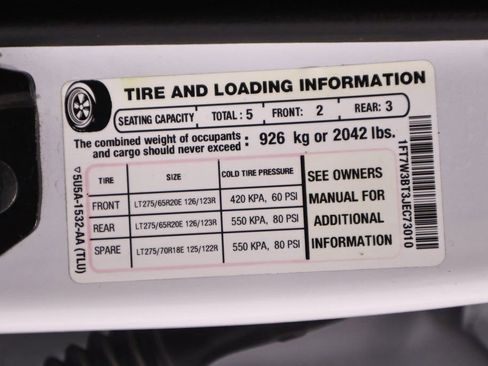 TIRE AND LOADING INFORMATION
SEATING CAPACITY TOTAL : 5 FRONT: 2 REAR: 3
The combined weight of occupants
and cargo should never exceed : 926 kg or 2042 lbs.
TIRE SIZE COLD TIRE PRESSURE
FRONT LT275/65R20E 126/123R 420 KPA, 60 PSI
REAR LT275/65R20E 126/123R 550 KPA, 80 PSI
SPARE LT275/70R18E 125/122R 550 KPA, 80 PSI
SEE OWNERS
MANUAL FOR
ADDITIONAL
INFORMATION
▽5U5A-1532-AA (TLU)
1FT7W3BT3JEC73010